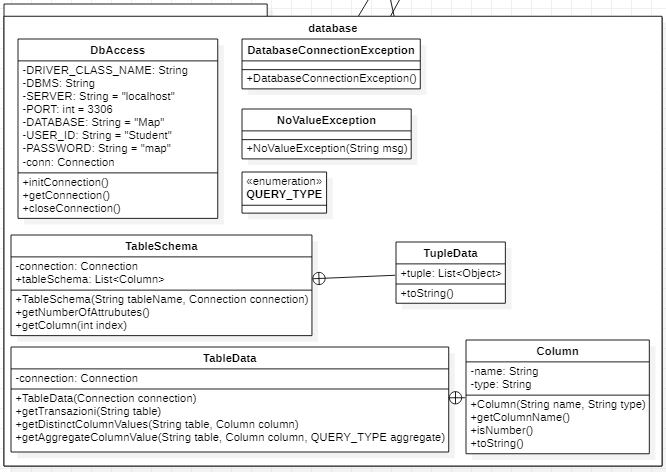 database
DbAccess
-DRIVER_CLASS_NAME: String
-DBMS: String
-SERVER: String = "localhost"
-PORT: int = 3306
-DATABASE: String = "Map"
-USER_ID: String = "Student"
-PASSWORD: String = "map"
-conn: Connection
+initConnection()
+getConnection()
+closeConnection()
DatabaseConnectionException
+DatabaseConnectionException()
NoValueException
+NoValueException(String msg)
«enumeration»
QUERY_TYPE
TableSchema
-connection: Connection
+tableSchema: List<Column>
+TableSchema(String tableName, Connection connection)
+getNumberOfAttrubutes()
+getColumn(int index)
TupleData
+tuple: List<Object>
+toString()
TableData
-connection: Connection
+TableData(Connection connection)
+getTransazioni(String table)
+getDistinctColumnValues(String table, Column column)
+getAggregateColumnValue(String table, Column column, QUERY_TYPE aggregate)
Column
-name: String
-type: String
+Column(String name, String type)
+getColumnName()
+isNumber()
+toString()